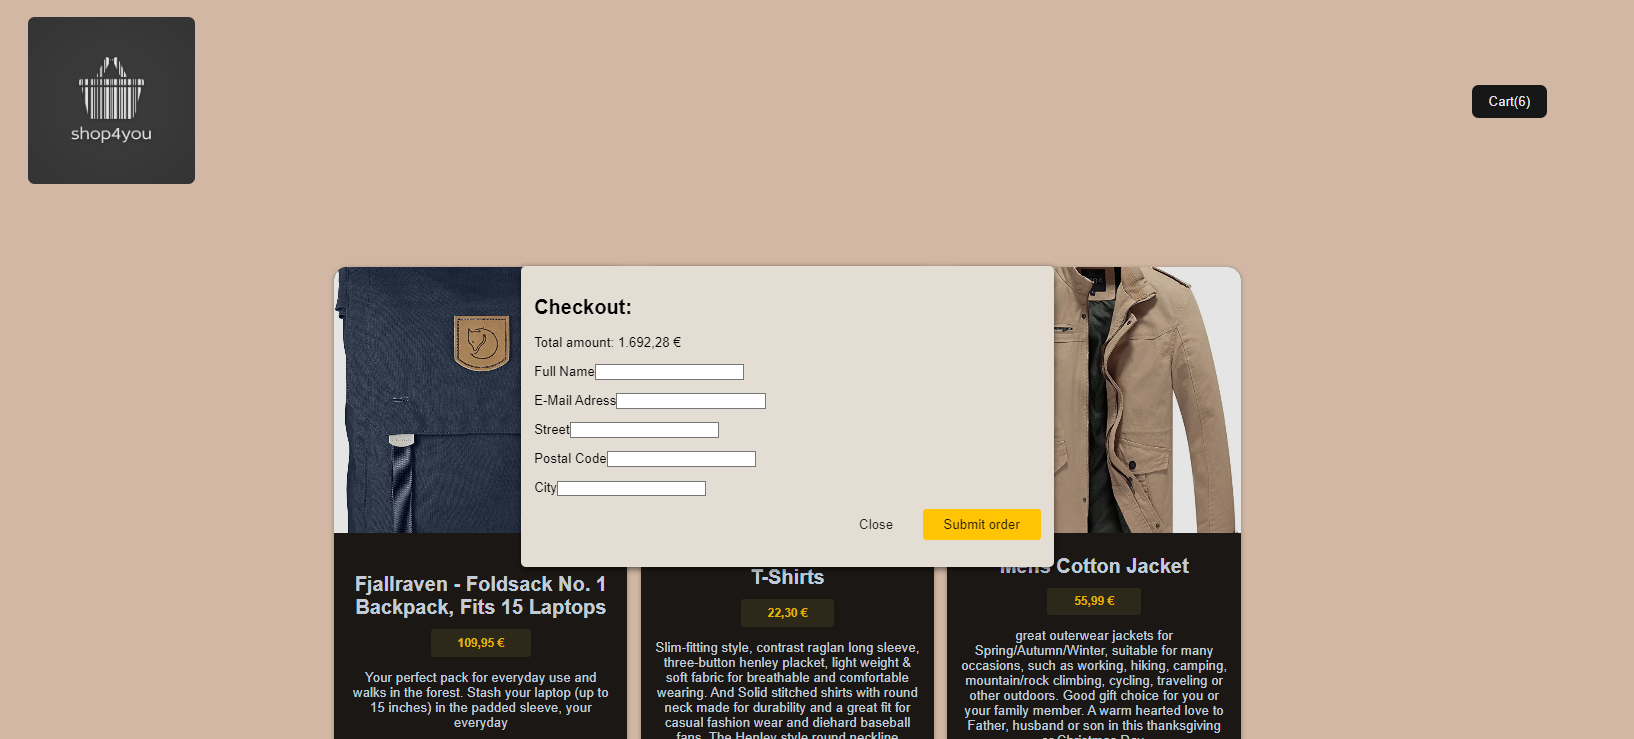 shop4you
Cart(6)
Checkout:
Total amount: 1.692,28 €
Full Name
E-Mail Adress
Street
Postal Code
City
Close
Submit order
Fjallraven - Foldsack No. 1
Backpack, Fits 15 Laptops
109,95 €
Your perfect pack for everyday use and
walks in the forest. Stash your laptop (up to
15 inches) in the padded sleeve, your
everyday
T-Shirts
22,30 €
Slim-fitting style, contrast raglan long sleeve,
three-button henley placket, light weight &
soft fabric for breathable and comfortable
wearing. And Solid stitched shirts with round
neck made for durability and a great fit for
casual fashion wear and diehard baseball
fans. The Henley style round neckline
Mens Cotton Jacket
55,99 €
great outerwear jackets for
Spring/Autumn/Winter, suitable for many
occasions, such as working, hiking, camping,
mountain/rock climbing, cycling, traveling or
other outdoors. Good gift choice for you or
your family member. A warm hearted love to
Father, husband or son in this thanksgiving
or Christmas Day.